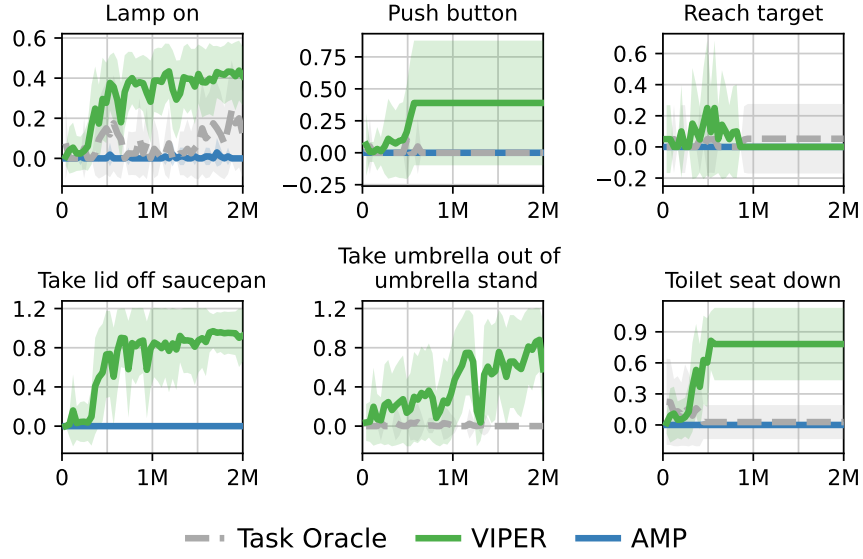 Lamp on
Push button
Reach target
0.6
0.4
0.2
0.0
0
1M
2M
0.75
0.50
0.25
0.00
−0.25
0
1M
2M
0.6
0.4
0.2
0.0
−0.2
0
1M
2M
Take lid off saucepan
Take umbrella out of
umbrella stand
Toilet seat down
1.2
0.8
0.4
0.0
0
1M
2M
1.2
0.8
0.4
0.0
0
1M
2M
0.9
0.6
0.3
0.0
0
1M
2M
Task Oracle
VIPER
AMP